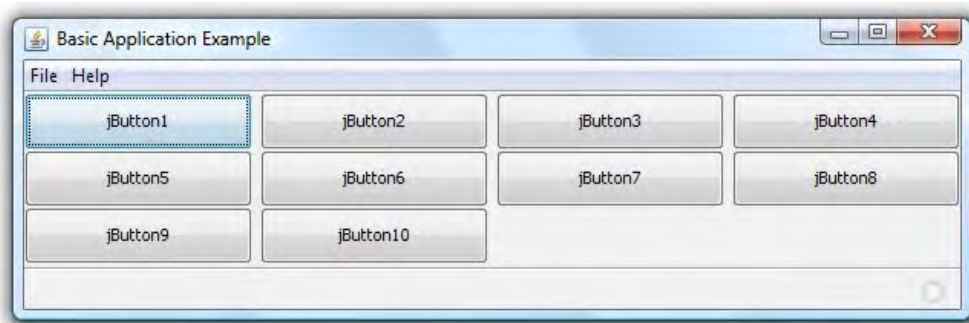 Basic Application Example
File Help
jButton1 jButton2 jButton3 jButton4
jButton5 jButton6 jButton7 jButton8
jButton9 jButton10